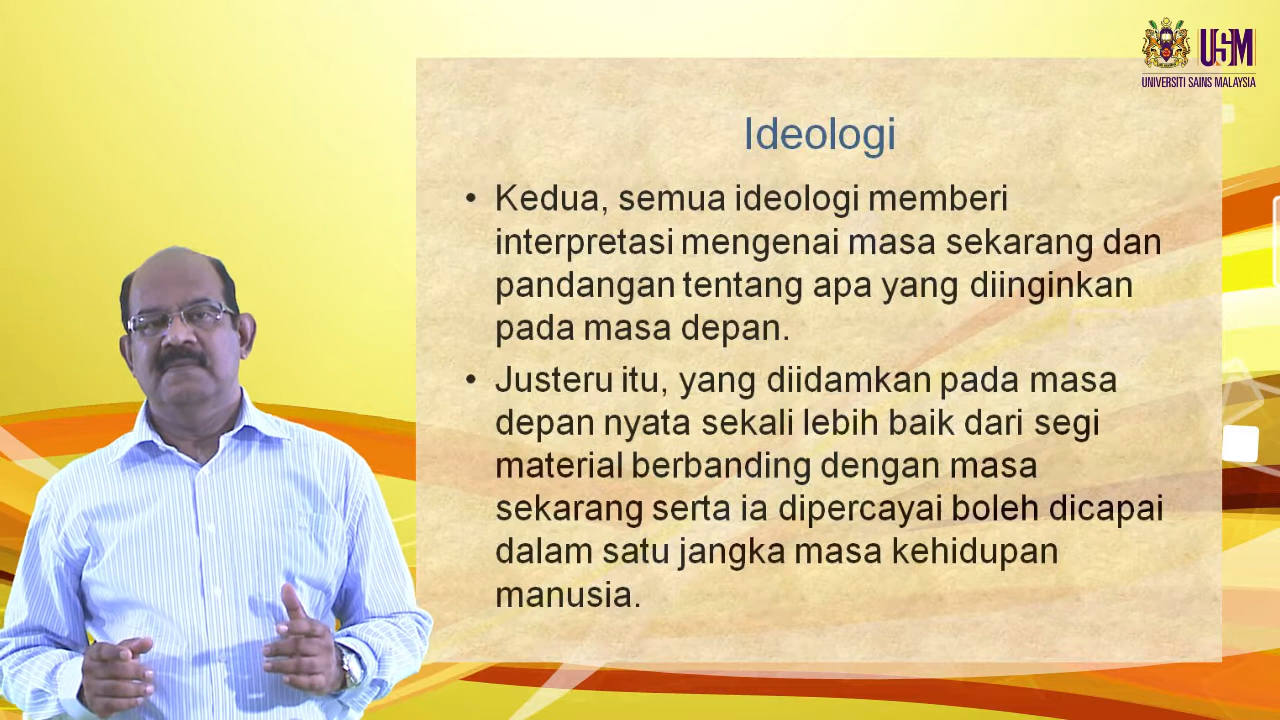 USM
UNIVERSITI SAINS MALAYSIA
Ideologi
• Kedua, semua ideologi memberi
interpretasi mengenai masa sekarang dan
pandangan tentang apa yang diinginkan
pada masa depan.
• Justeru itu, yang diidamkan pada masa
depan nyata sekali lebih baik dari segi
material berbanding dengan masa
sekarang serta ia dipercayai boleh dicapai
dalam satu jangka masa kehidupan
manusia.